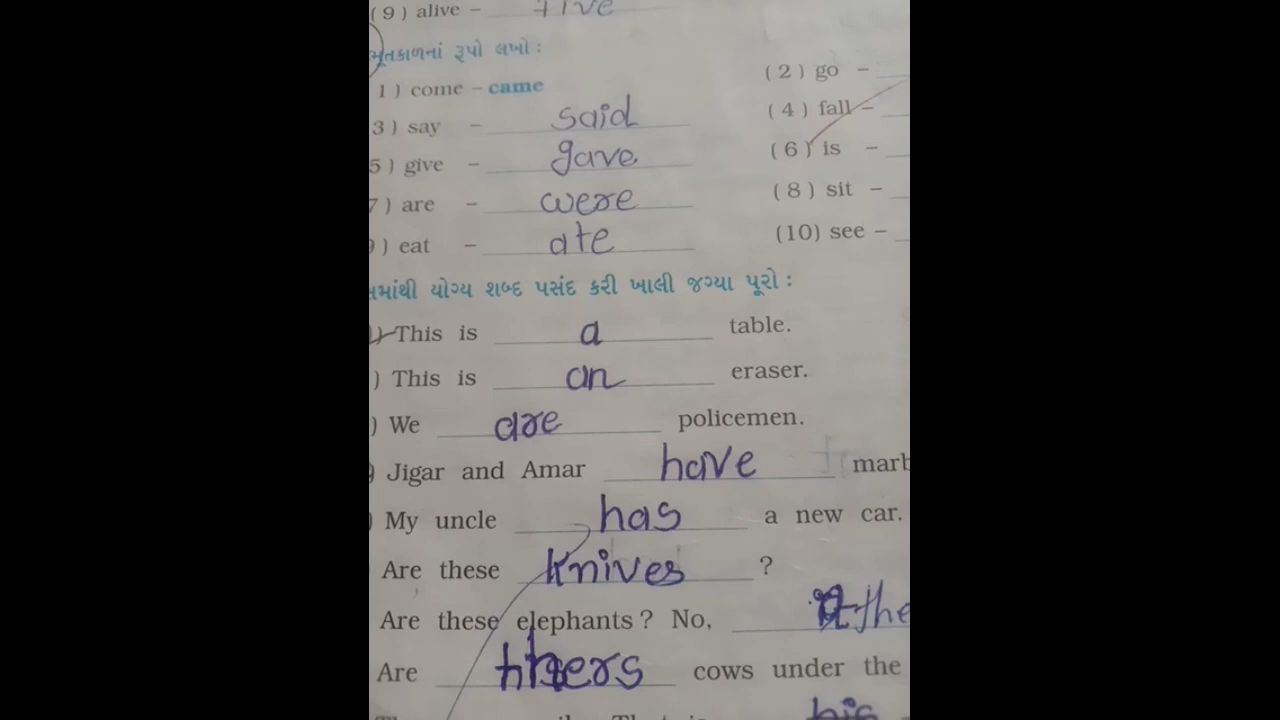 (9) alive –
ભૂતકાળનાં રૂપો લખો :
1) come – came (2) go –
3) say – said (4) fall –
5) give – gave (6) is –
7) are – were (8) sit –
9) eat – ate (10) see –
માંથી યોગ્ય શબ્દ પસંદ કરી ખાલી જગ્યા પૂરો :
) This is a table.
) This is an eraser.
) We are policemen.
) Jigar and Amar have marb
) My uncle has a new car.
Are these knives ?
Are these elephants ? No, the
Are cows under the
his